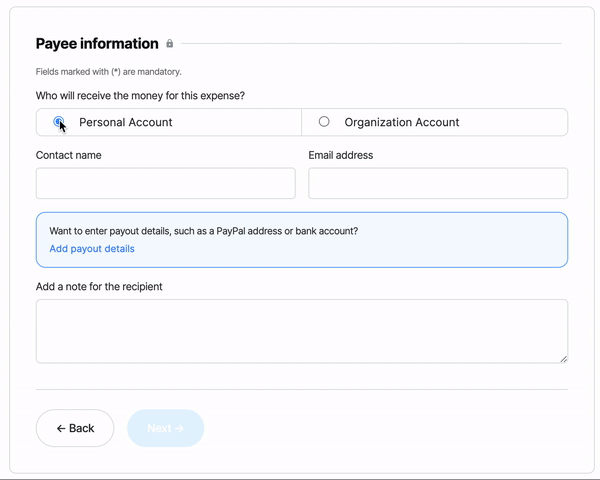 Payee information
Fields marked with (*) are mandatory.
Who will receive the money for this expense?
Personal Account
Organization Account
Contact name
Email address
Want to enter payout details, such as a PayPal address or bank account?
Add payout details
Add a note for the recipient
← Back
Next →